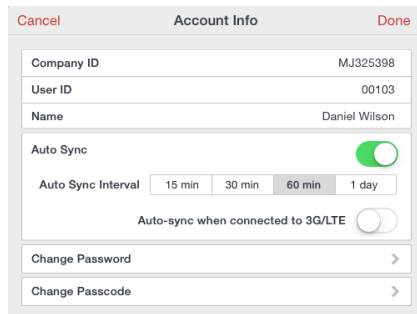 Cancel Account Info Done
Company ID MJ325398
User ID 00103
Name Daniel Wilson
Auto Sync
Auto Sync Interval 15 min 30 min 60 min 1 day
Auto-sync when connected to 3G/LTE
Change Password
Change Passcode